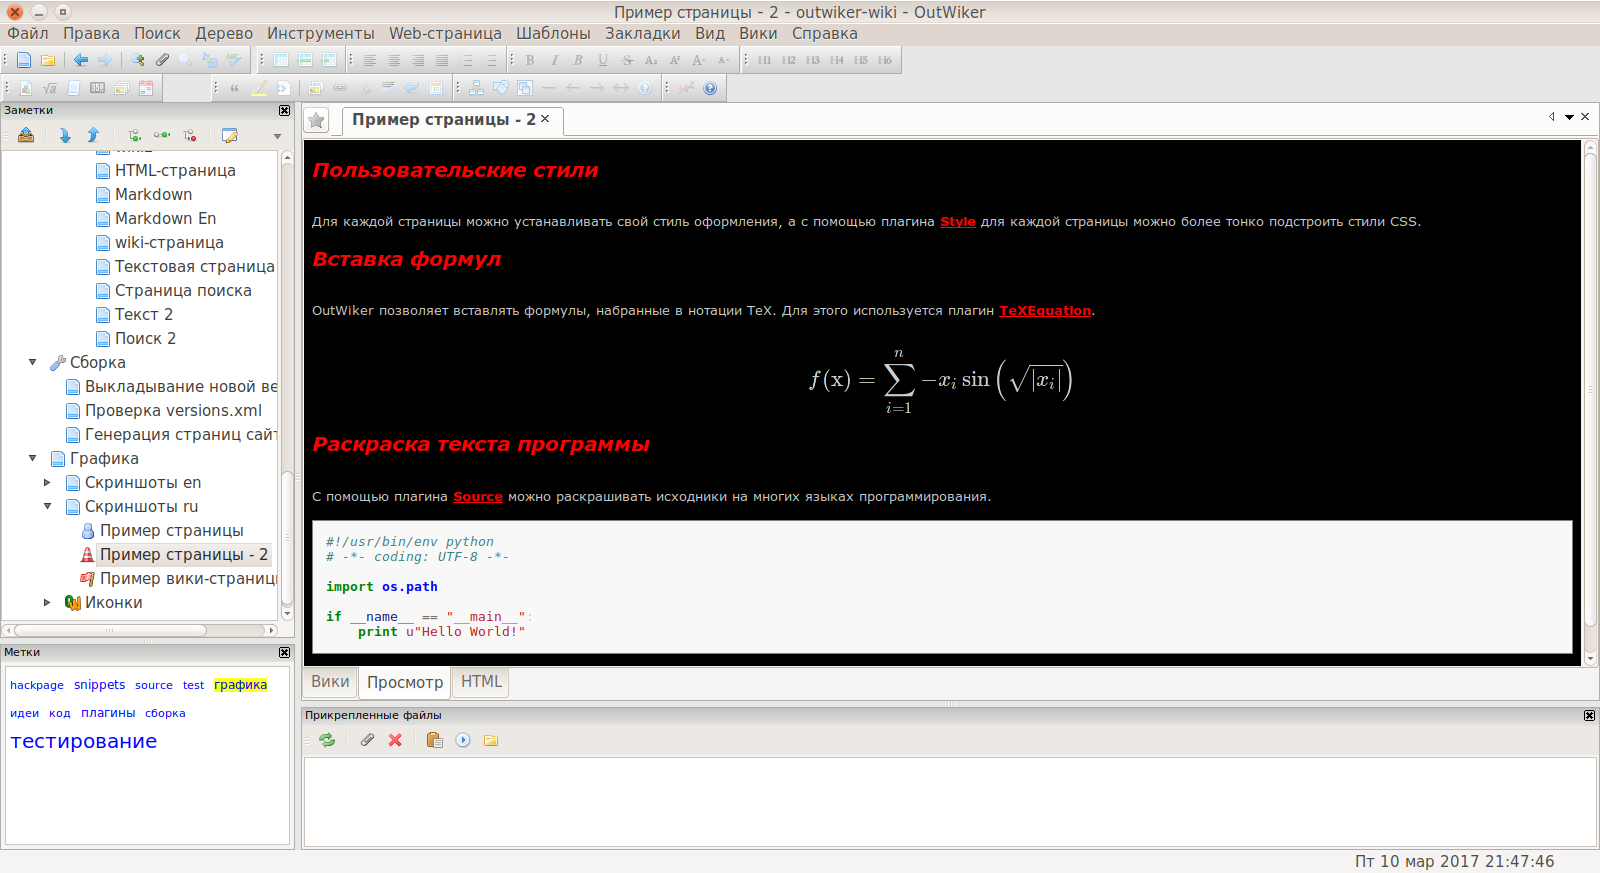 Пример страницы - 2 - outwiker-wiki - OutWiker
Файл Правка Поиск Дерево Инструменты Web-страница Шаблоны Закладки Вид Вики Справка
B I B U S A₂ A² A+ A-
H1 H2 H3 H4 H5 H6
Заметки
HTML-страница
Markdown
Markdown En
wiki-страница
Текстовая страница
Страница поиска
Текст 2
Поиск 2
Сборка
Выкладывание новой ве
Проверка versions.xml
Генерация страниц сайт
Графика
Скриншоты en
Скриншоты ru
Пример страницы
Пример страницы - 2
Пример вики-страниц
Иконки
Метки
hackpage snippets source test графика
идеи код плагины сборка
тестирование
Пример страницы - 2
Пользовательские стили
Для каждой страницы можно устанавливать свой стиль оформления, а с помощью плагина Style для каждой страницы можно более тонко подстроить стили CSS.
Вставка формул
OutWiker позволяет вставлять формулы, набранные в нотации TeX. Для этого используется плагин TeXEquation.
f(x) = ∑ⁿᵢ₌₁ −xᵢ sin(√|xᵢ|)
Раскраска текста программы
С помощью плагина Source можно раскрашивать исходники на многих языках программирования.
#!/usr/bin/env python
# -*- coding: UTF-8 -*-
import os.path
if __name__ == "__main__":
print u"Hello World!"
Вики Просмотр HTML
Прикрепленные файлы
Пт 10 мар 2017 21:47:46